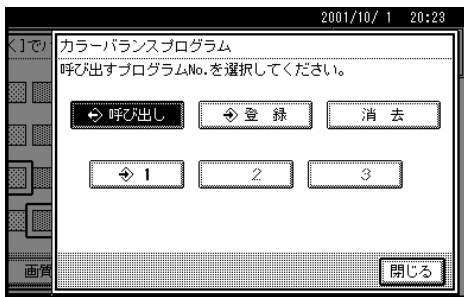 2001/10/ 1 20:23
く]でﾊ
カラーバランスプログラム
呼び出すプログラムNo.を選択してください。
呼び出し 登 録 消 去
1 2 3
画質
閉じる